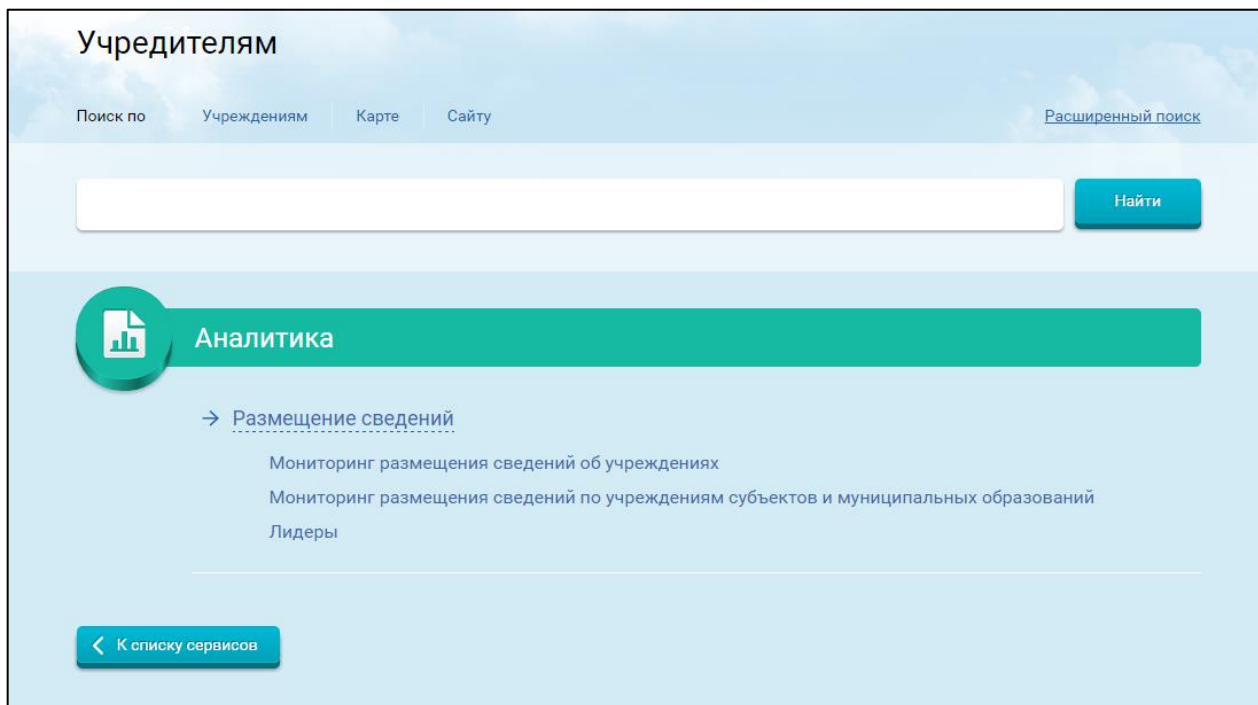 Учредителям
Поиск по Учреждениям Карте Сайту Расширенный поиск
Найти
Аналитика
→ Размещение сведений
Мониторинг размещения сведений об учреждениях
Мониторинг размещения сведений по учреждениям субъектов и муниципальных образований
Лидеры
К списку сервисов